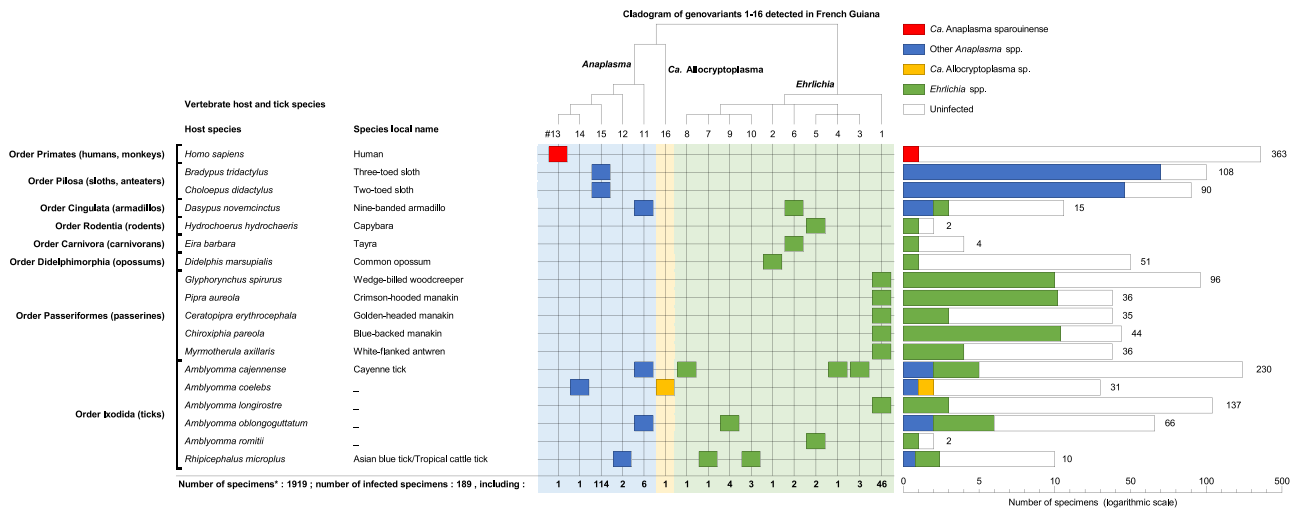 Cladogram of genovariants 1-16 detected in French Guiana
Ca. Anaplasma sparouinense
Other Anaplasma spp.
Ca. Allocryptoplasma sp.
Ehrlichia spp.
Uninfected
Anaplasma
Ca. Allocryptoplasma
Ehrlichia
Vertebrate host and tick species
Host species Species local name #13 14 15 12 11 16 8 7 9 10 2 6 5 4 3 1
Order Primates (humans, monkeys) Homo sapiens Human 363
Order Pilosa (sloths, anteaters) Bradypus tridactylus Three-toed sloth 108
Choloepus didactylus Two-toed sloth 90
Order Cingulata (armadillos) Dasypus novemcinctus Nine-banded armadillo 15
Order Rodentia (rodents) Hydrochoerus hydrochaeris Capybara 2
Order Carnivora (carnivorans) Eira barbara Tayra 4
Order Didelphimorphia (opossums) Didelphis marsupialis Common opossum 51
Order Passeriformes (passerines) Glyphorynchus spirurus Wedge-billed woodcreeper 96
Pipra aureola Crimson-hooded manakin 36
Ceratopipra erythrocephala Golden-headed manakin 35
Chiroxiphia pareola Blue-backed manakin 44
Myrmotherula axillaris White-flanked antwren 36
Order Ixodida (ticks) Amblyomma cajennense Cayenne tick 230
Amblyomma coelebs _ 31
Amblyomma longirostre _ 137
Amblyomma oblongoguttatum _ 66
Amblyomma romitii _ 2
Rhipicephalus microplus Asian blue tick/Tropical cattle tick 10
Number of specimens* : 1919 ; number of infected specimens : 189 , including : 1 1 114 2 6 1 1 1 4 3 1 2 2 1 3 46
0 5 10 50 100 500
Number of specimens (logarithmic scale)